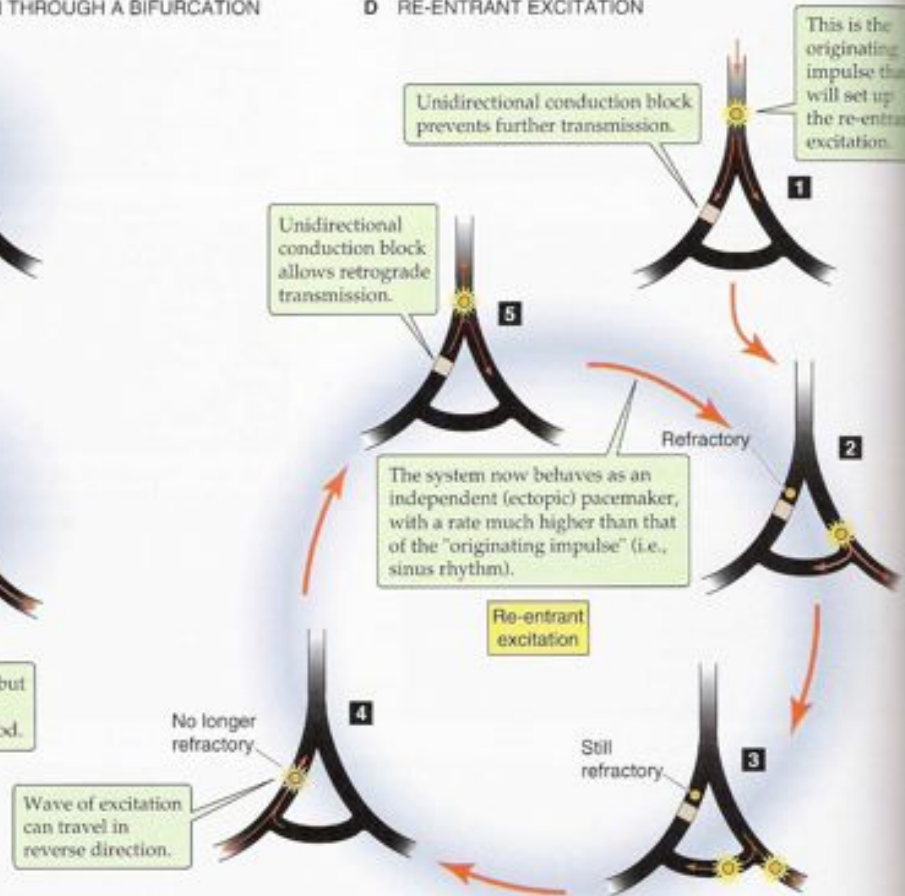 THROUGH A BIFURCATION
D RE-ENTRANT EXCITATION
This is the
originating
impulse
will set up
the
excitation.
Unidirectional conduction block
prevents further transmission.
1
Unidirectional
conduction block
allows retrograde
transmission.
5
Refractory
2
The system now behaves as an
independent (ectopic) pacemaker,
with a rate much higher than that
of the "originating impulse" (i.e.,
sinus rhythm).
Re-entrant
excitation
but
No longer
refractory
4
Still
refractory
3
Wave of excitation
can travel in
reverse direction.